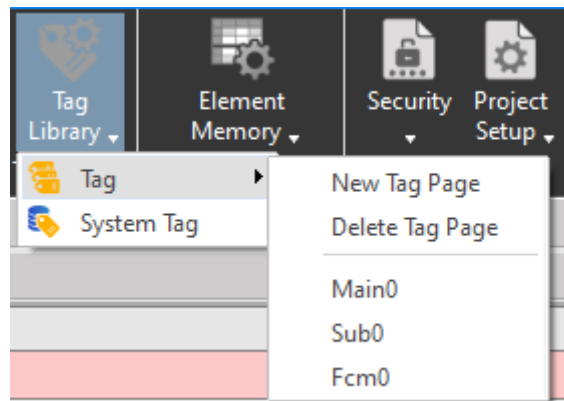 Tag
Library
Element
Memory
Security
Project
Setup
Tag
System Tag
New Tag Page
Delete Tag Page
Main0
Sub0
Fcm0